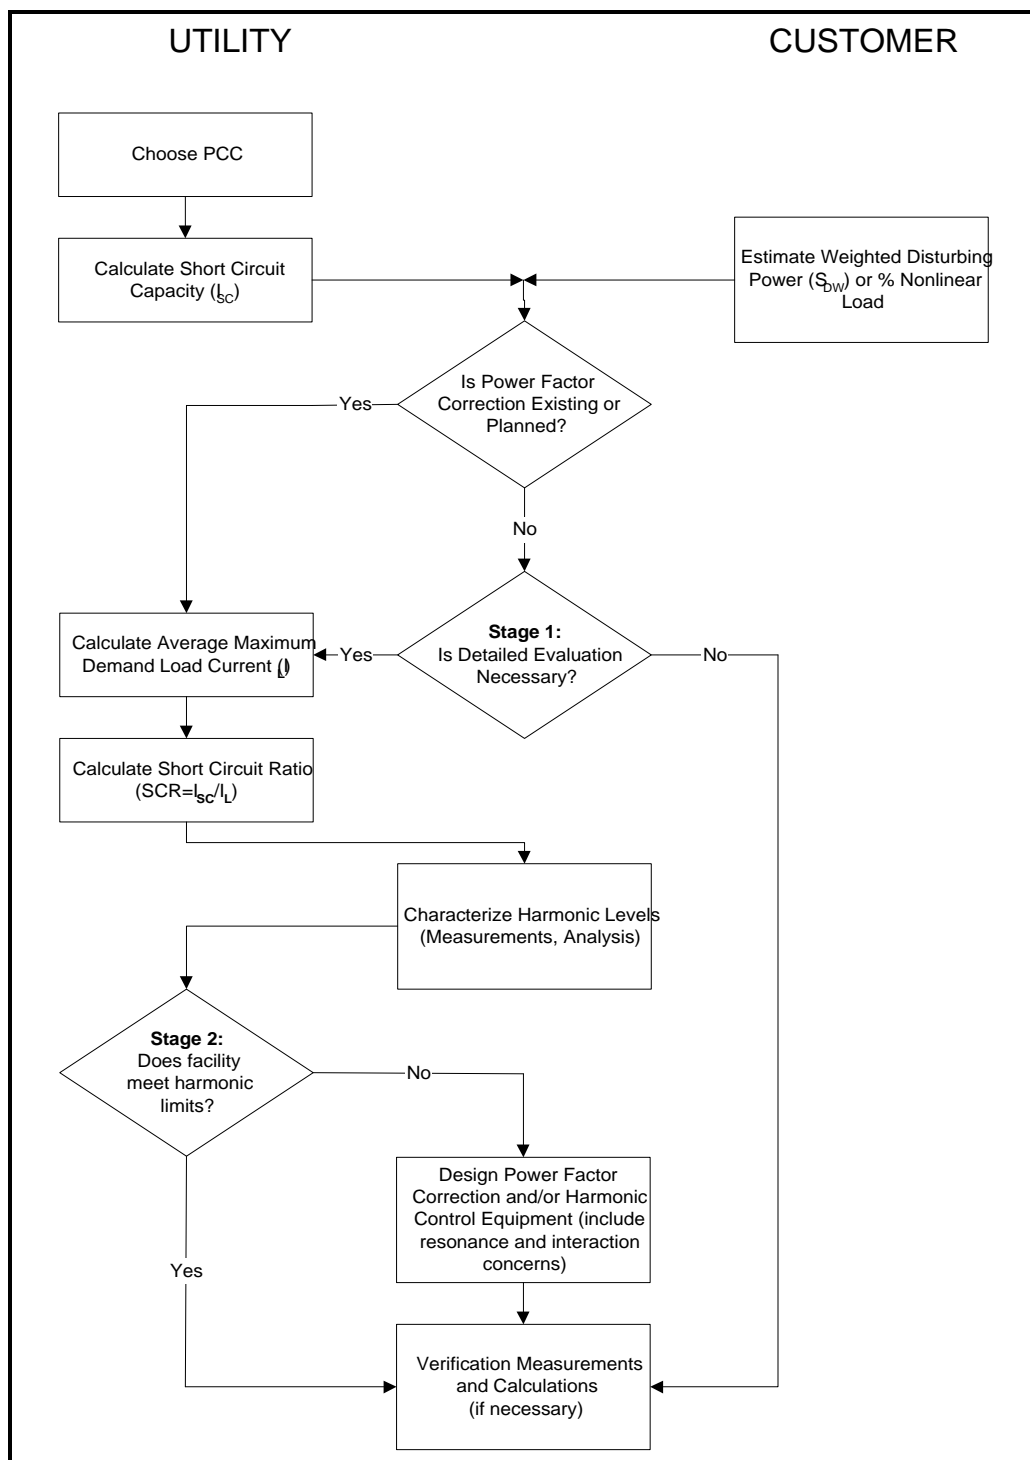 UTILITY
CUSTOMER
Choose PCC
Calculate Short Circuit
Capacity (ISC)
Estimate Weighted Disturbing
Power (SDW) or % Nonlinear
Load
Is Power Factor
Correction Existing or
Planned?
Yes
No
Stage 1:
Is Detailed Evaluation
Necessary?
Yes
No
Calculate Average Maximum
Demand Load Current (IL)
Calculate Short Circuit Ratio
(SCR=ISC/IL)
Characterize Harmonic Levels
(Measurements, Analysis)
Stage 2:
Does facility
meet harmonic
limits?
No
Yes
Design Power Factor
Correction and/or Harmonic
Control Equipment (include
resonance and interaction
concerns)
Verification Measurements
and Calculations
(if necessary)